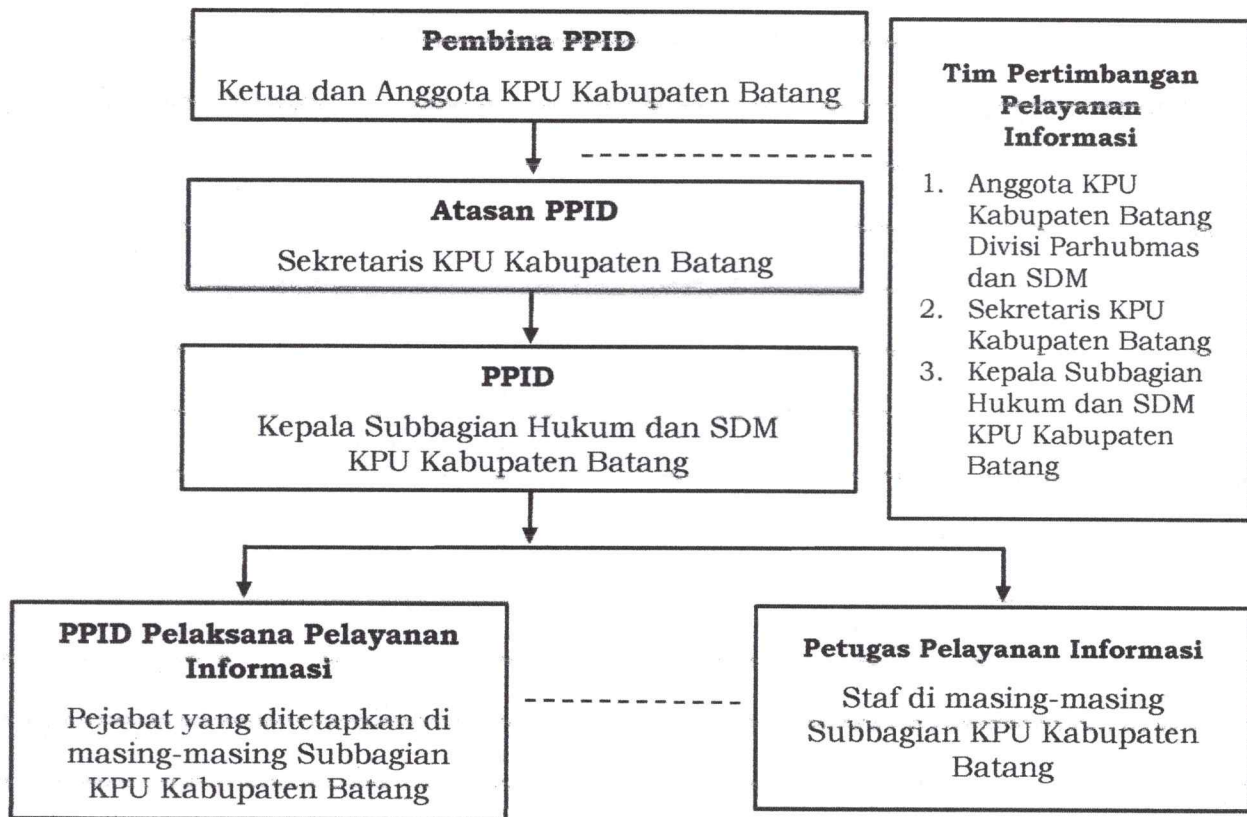 Pembina PPID
Ketua dan Anggota KPU Kabupaten Batang
Atasan PPID
Sekretaris KPU Kabupaten Batang
PPID
Kepala Subbagian Hukum dan SDM
KPU Kabupaten Batang
Tim Pertimbangan
Pelayanan
Informasi
1. Anggota KPU
Kabupaten Batang
Divisi Parhubmas
dan SDM
2. Sekretaris KPU
Kabupaten Batang
3. Kepala Subbagian
Hukum dan SDM
KPU Kabupaten
Batang
PPID Pelaksana Pelayanan
Informasi
Pejabat yang ditetapkan di
masing-masing Subbagian
KPU Kabupaten Batang
Petugas Pelayanan Informasi
Staf di masing-masing
Subbagian KPU Kabupaten
Batang